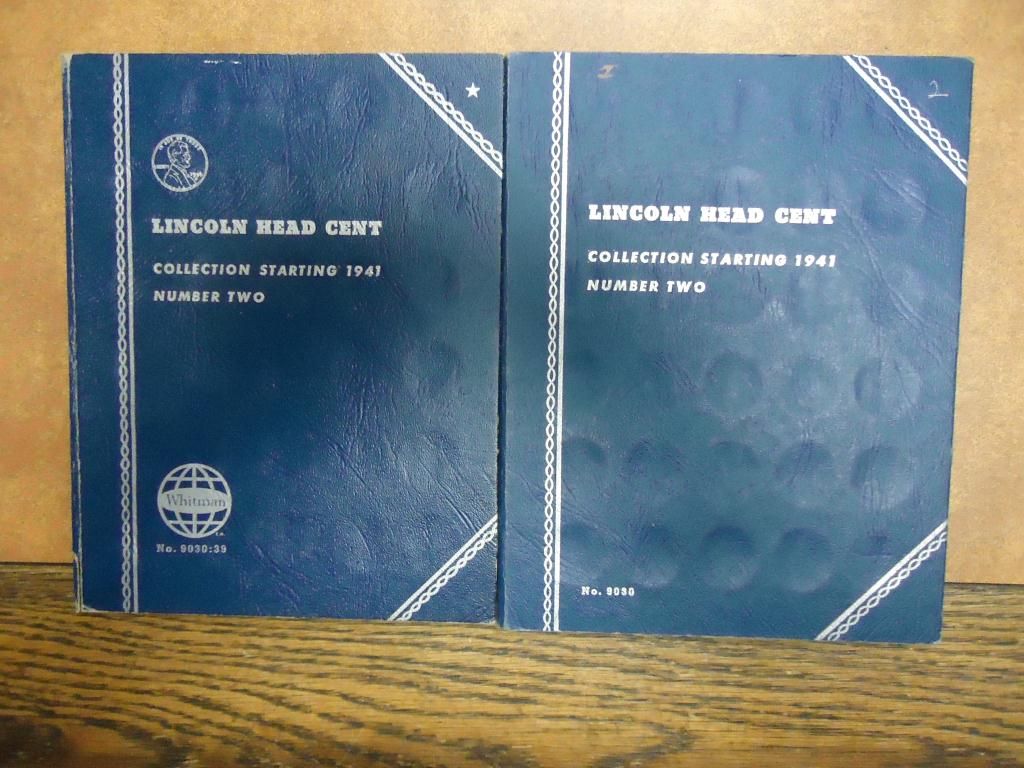 LINCOLN HEAD CENT
COLLECTION STARTING 1941
NUMBER TWO
Whitman
No. 9030:39
2
LINCOLN HEAD CENT
COLLECTION STARTING 1941
NUMBER TWO
No. 9030